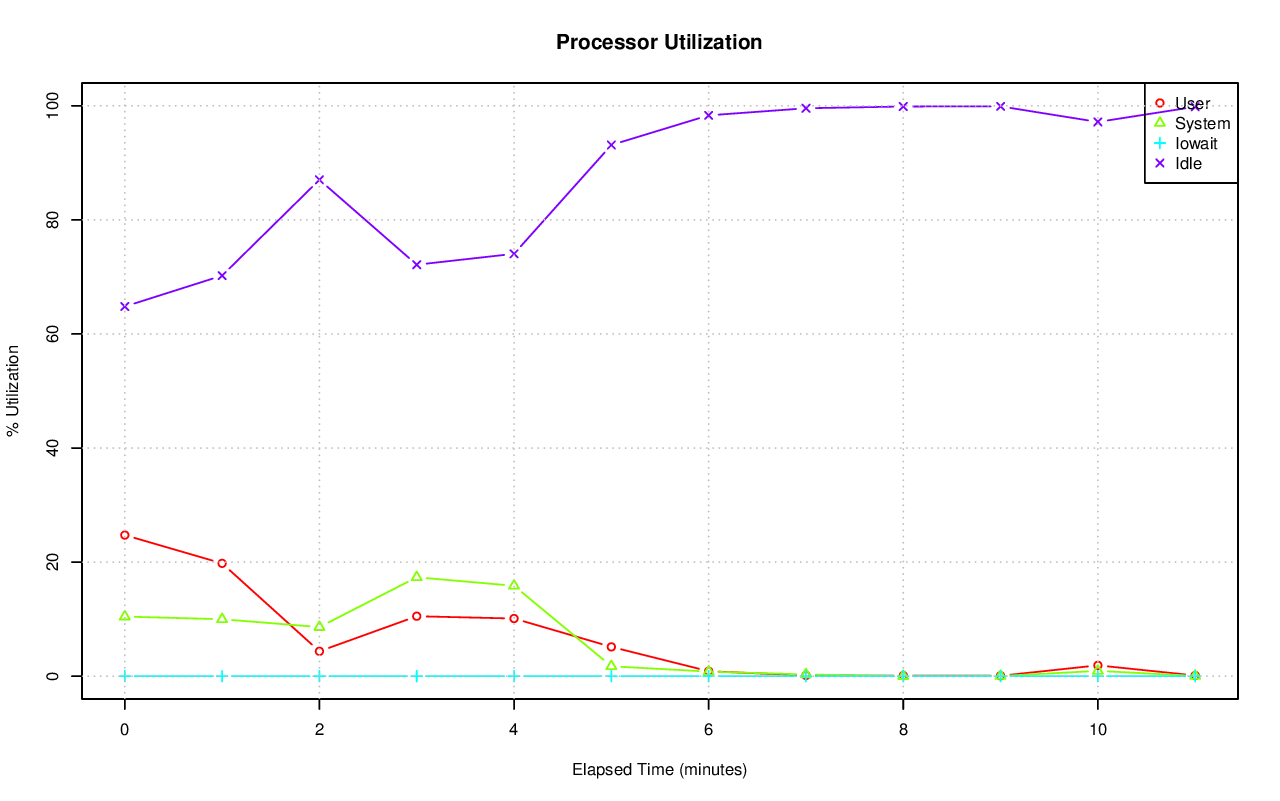 Processor Utilization
100
80
60
40
20
0
% Utilization
User
System
Iowait
Idle
0 2 4 6 8 10
Elapsed Time (minutes)